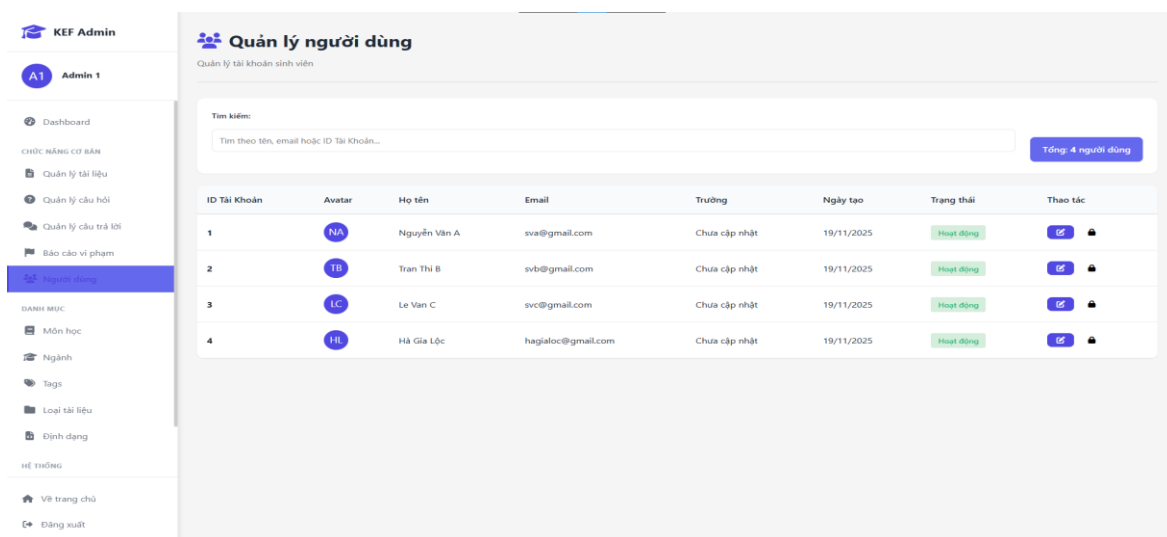 KEF Admin
A1 Admin 1
Dashboard
CHỨC NĂNG CƠ BẢN
Quản lý tài liệu
Quản lý câu hỏi
Quản lý câu trả lời
Báo cáo vi phạm
Người dùng
DANH MỤC
Môn học
Ngành
Tags
Loại tài liệu
Định dạng
HỆ THỐNG
Về trang chủ
Đăng xuất
Quản lý người dùng
Quản lý tài khoản sinh viên
Tìm kiếm:
Tìm theo tên, email hoặc ID Tài Khoản...
Tổng: 4 người dùng
ID Tài Khoản Avatar Họ tên Email Trường Ngày tạo Trạng thái Thao tác
1 NA Nguyễn Văn A sva@gmail.com Chưa cập nhật 19/11/2025 Hoạt động
2 TB Tran Thi B svb@gmail.com Chưa cập nhật 19/11/2025 Hoạt động
3 LC Le Van C svc@gmail.com Chưa cập nhật 19/11/2025 Hoạt động
4 HL Hà Gia Lộc hagialoc@gmail.com Chưa cập nhật 19/11/2025 Hoạt động